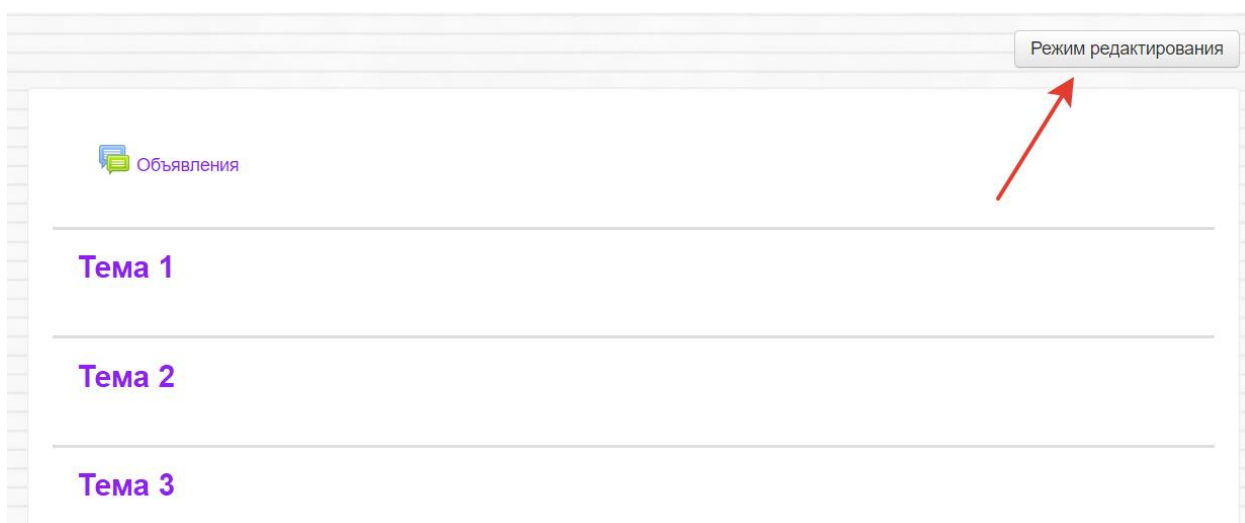 Режим редактирования
Объявления
Тема 1
Тема 2
Тема 3